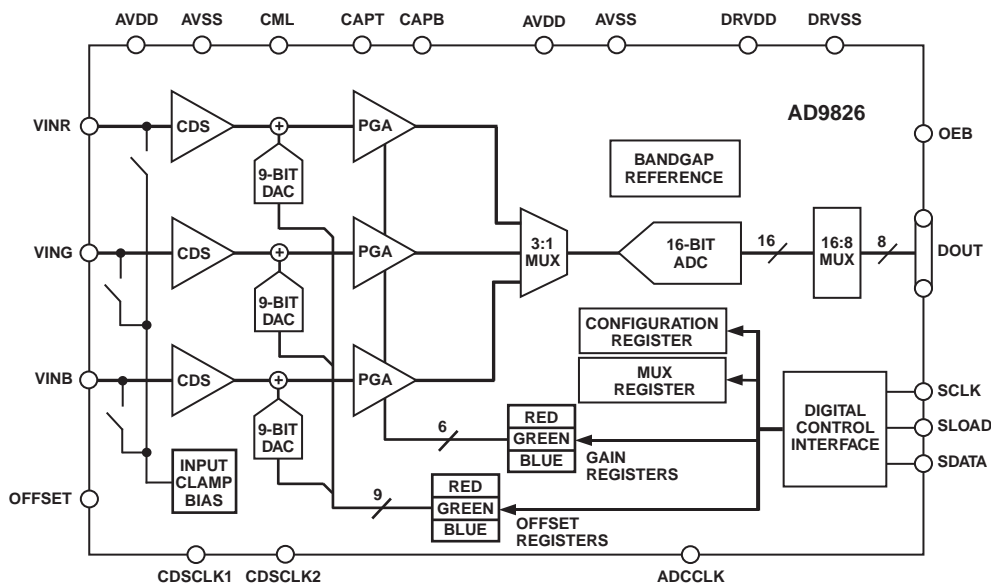 AVDD AVSS CML CAPT CAPB AVDD AVSS DRVDD DRVSS
AD9826
VINR
CDS
+
PGA
OEB
9-BIT
DAC
BANDGAP
REFERENCE
VING
CDS
+
PGA
3:1
MUX
16-BIT
ADC
16
16:8
MUX
8
DOUT
9-BIT
DAC
CONFIGURATION
REGISTER
VINB
CDS
+
PGA
MUX
REGISTER
DIGITAL
CONTROL
INTERFACE
SCLK
SLOAD
SDATA
9-BIT
DAC
6
RED
GREEN
BLUE
GAIN
REGISTERS
INPUT
CLAMP
BIAS
OFFSET
9
RED
GREEN
BLUE
OFFSET
REGISTERS
CDSCLK1 CDSCLK2 ADCCLK